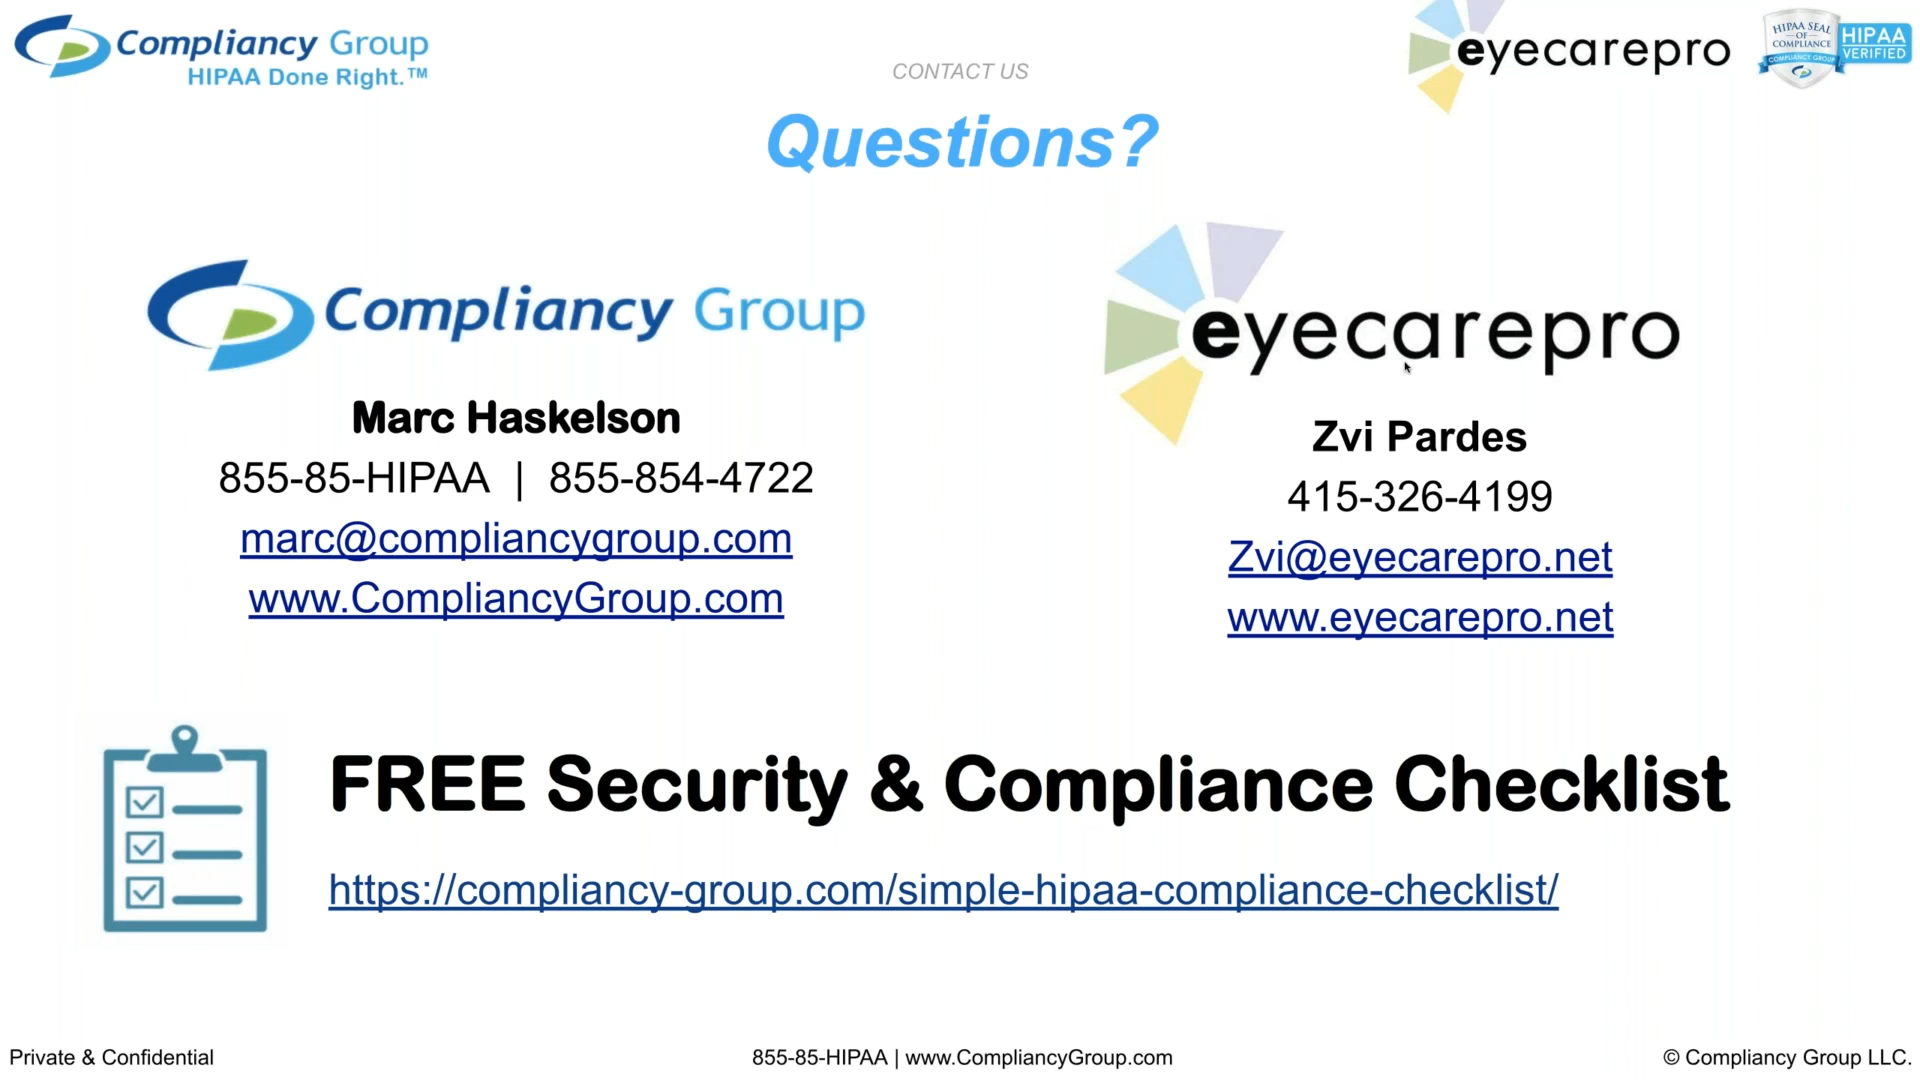 Compliancy Group
HIPAA Done Right.™
CONTACT US
eyecarepro
HIPAA SEAL
OF
COMPLIANCE
COMPLIANCY GROUP
HIPAA
VERIFIED
Questions?
Compliancy Group
Marc Haskelson
855-85-HIPAA | 855-854-4722
marc@compliancygroup.com
www.CompliancyGroup.com
eyecarepro
Zvi Pardes
415-326-4199
Zvi@eyecarepro.net
www.eyecarepro.net
FREE Security & Compliance Checklist
https://compliancy-group.com/simple-hipaa-compliance-checklist/
Private & Confidential
855-85-HIPAA | www.CompliancyGroup.com
© Compliancy Group LLC.